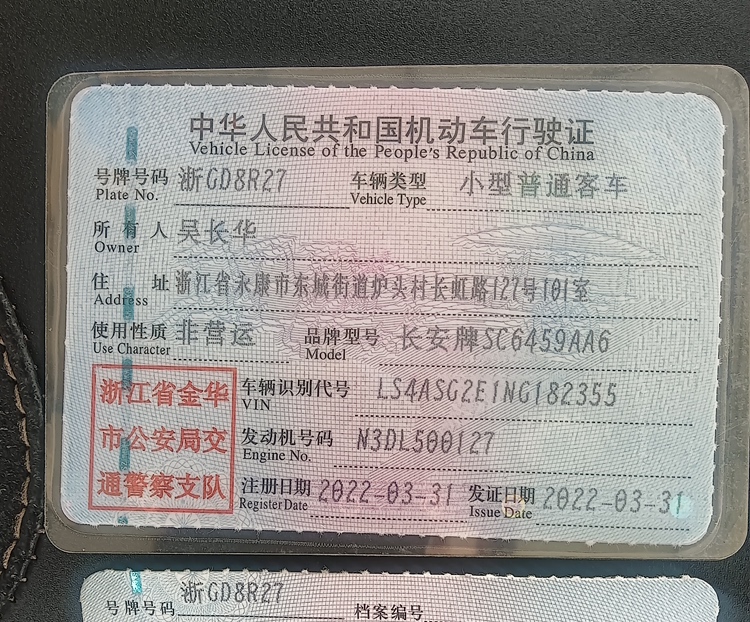 中华人民共和国机动车行驶证
Vehicle License of the People's Republic of China
号牌号码 浙GD8R27 车辆类型 小型普通客车
Plate No. Vehicle Type
所有人 吴长华
Owner
住址 浙江省永康市东城街道炉头村长虹路127号101室
Address
使用性质 非营运 品牌型号 长安牌SC6459AA6
Use Character Model
浙江省金华 车辆识别代号 LS4ASG2E1NG182355
VIN
市公安局交 发动机号码 N3DL500127
Engine No.
通警察支队 注册日期 2022-03-31 发证日期 2022-03-31
Register Date Issue Date
号牌号码 浙GD8R27 档案编号